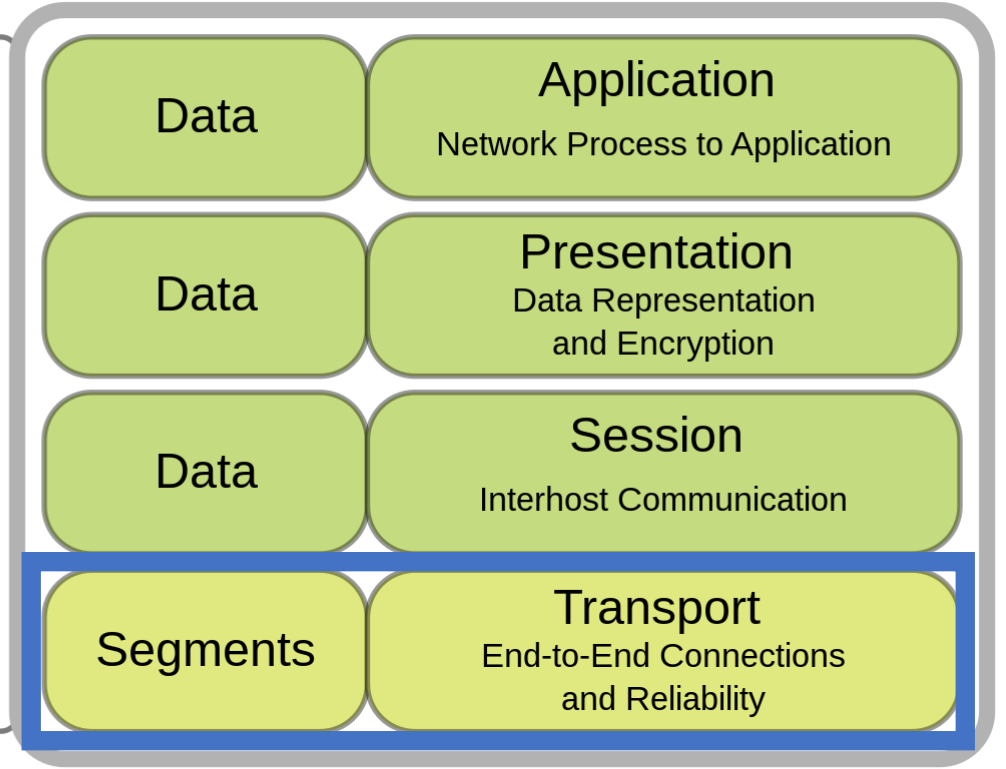 Data
Application
Network Process to Application
Data
Presentation
Data Representation
and Encryption
Data
Session
Interhost Communication
Segments
Transport
End-to-End Connections
and Reliability